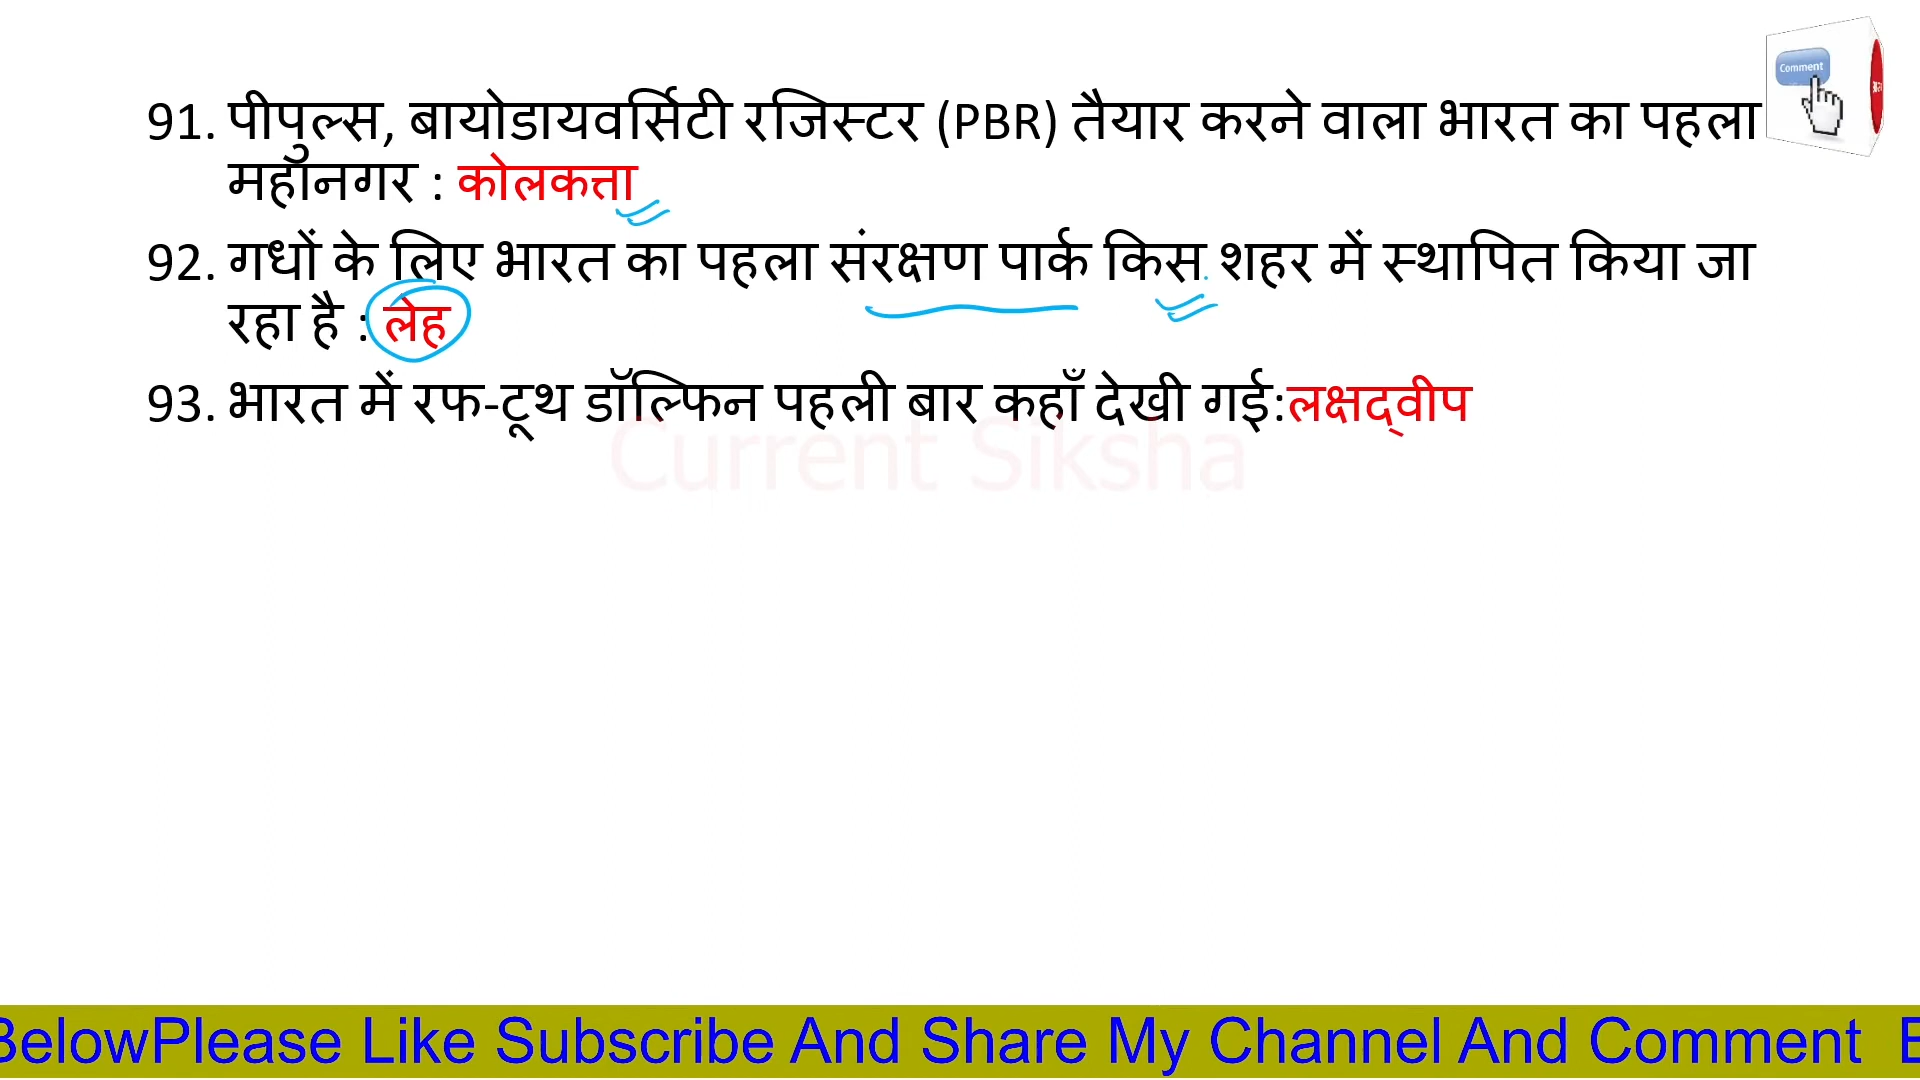 Comment
91. पीपुल्स, बायोडायवर्सिटी रजिस्टर (PBR) तैयार करने वाला भारत का पहला
महानगर : कोलकत्ता
92. गधों के लिए भारत का पहला संरक्षण पार्क किस शहर में स्थापित किया जा
रहा है : लेह
93. भारत में रफ-टूथ डॉल्फिन पहली बार कहाँ देखी गई:लक्षद्वीप
Current Siksha
BelowPlease Like Subscribe And Share My Channel And Comment